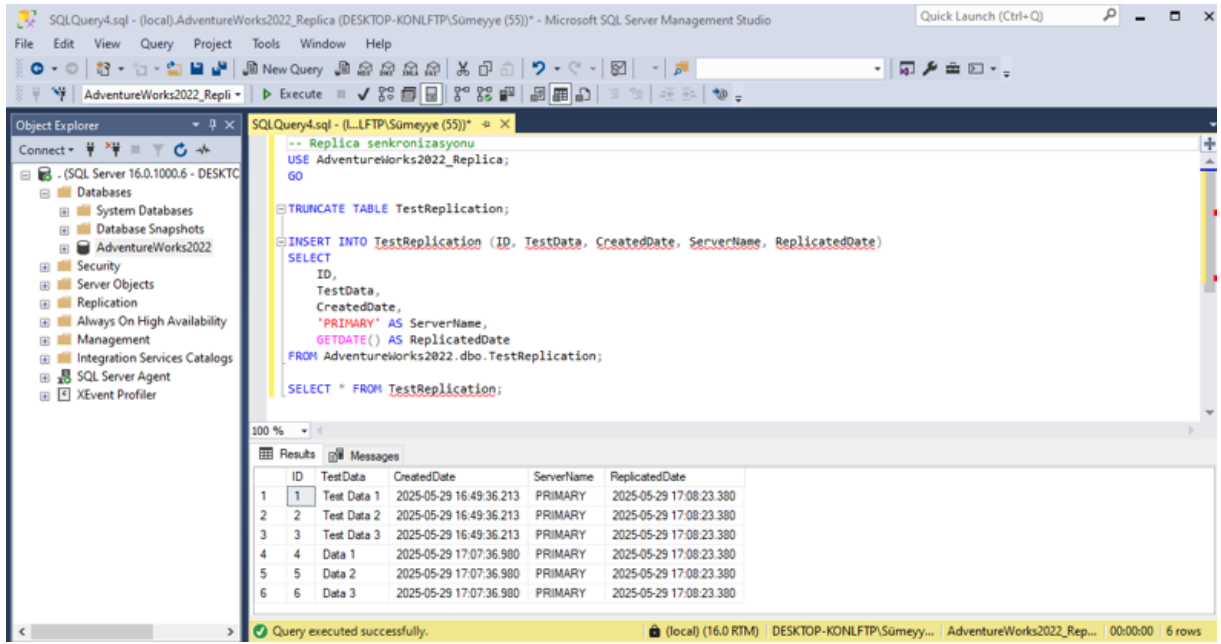 SQLQuery4.sql - (local).AdventureWorks2022_Replica (DESKTOP-KONLFTP\Sümeyye (55))* - Microsoft SQL Server Management Studio
Quick Launch (Ctrl+Q)
File Edit View Query Project Tools Window Help
New Query
AdventureWorks2022_Repli
Execute
Object Explorer
Connect
. (SQL Server 16.0.1000.6 - DESKTC
Databases
System Databases
Database Snapshots
AdventureWorks2022
Security
Server Objects
Replication
Always On High Availability
Management
Integration Services Catalogs
SQL Server Agent
XEvent Profiler
SQLQuery4.sql - (l...LFTP\Sümeyye (55))*
-- Replica senkronizasyonu
USE AdventureWorks2022_Replica;
GO
TRUNCATE TABLE TestReplication;
INSERT INTO TestReplication (ID, TestData, CreatedDate, ServerName, ReplicatedDate)
SELECT
ID,
TestData,
CreatedDate,
'PRIMARY' AS ServerName,
GETDATE() AS ReplicatedDate
FROM AdventureWorks2022.dbo.TestReplication;
SELECT * FROM TestReplication;
100 %
Results Messages
ID TestData CreatedDate ServerName ReplicatedDate
1 1 Test Data 1 2025-05-29 16:49:36.213 PRIMARY 2025-05-29 17:08:23.380
2 2 Test Data 2 2025-05-29 16:49:36.213 PRIMARY 2025-05-29 17:08:23.380
3 3 Test Data 3 2025-05-29 16:49:36.213 PRIMARY 2025-05-29 17:08:23.380
4 4 Data 1 2025-05-29 17:07:36.980 PRIMARY 2025-05-29 17:08:23.380
5 5 Data 2 2025-05-29 17:07:36.980 PRIMARY 2025-05-29 17:08:23.380
6 6 Data 3 2025-05-29 17:07:36.980 PRIMARY 2025-05-29 17:08:23.380
Query executed successfully.
(local) (16.0 RTM) DESKTOP-KONLFTP\Sümeyy... AdventureWorks2022_Rep... 00:00:00 6 rows